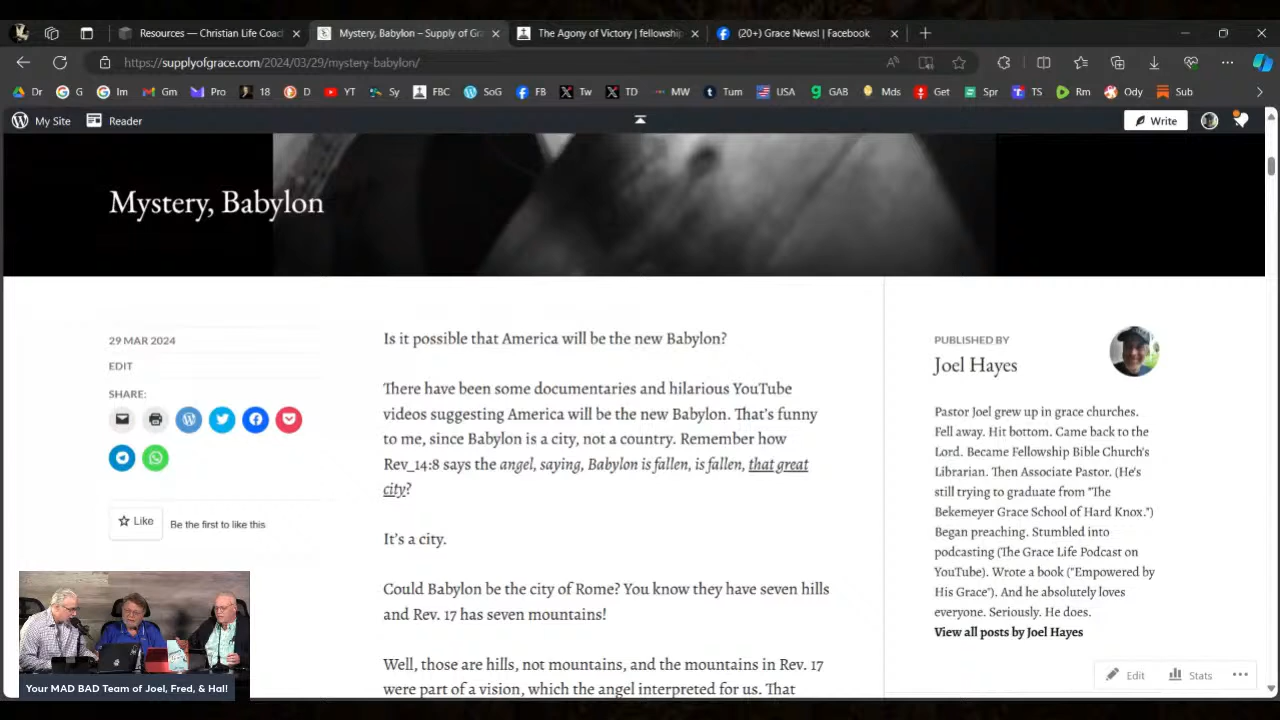 Resources — Christian Life Coac
Mystery, Babylon – Supply of Gr
The Agony of Victory | fellowship
(20+) Grace News! | Facebook
https://supplyofgrace.com/2024/03/29/mystery-babylon/
Dr G Im Gm Pro 18 D YT Sy FBC SoG FB Tw TD MW Tum USA GAB Mds Get Spr TS Rm Ody Sub
My Site Reader Write
Mystery, Babylon
29 MAR 2024
EDIT
SHARE:
Like Be the first to like this
Is it possible that America will be the new Babylon?
There have been some documentaries and hilarious YouTube
videos suggesting America will be the new Babylon. That's funny
to me, since Babylon is a city, not a country. Remember how
Rev_14:8 says the angel, saying, Babylon is fallen, is fallen, that great
city?
It's a city.
Could Babylon be the city of Rome? You know they have seven hills
and Rev. 17 has seven mountains!
Well, those are hills, not mountains, and the mountains in Rev. 17
were part of a vision, which the angel interpreted for us. That
PUBLISHED BY
Joel Hayes
Pastor Joel grew up in grace churches.
Fell away. Hit bottom. Came back to the
Lord. Became Fellowship Bible Church's
Librarian. Then Associate Pastor. (He's
still trying to graduate from "The
Bekemeyer Grace School of Hard Knox.")
Began preaching. Stumbled into
podcasting (The Grace Life Podcast on
YouTube). Wrote a book ("Empowered by
His Grace"). And he absolutely loves
everyone. Seriously. He does.
View all posts by Joel Hayes
Edit Stats
Your MAD BAD Team of Joel, Fred, & Hal!